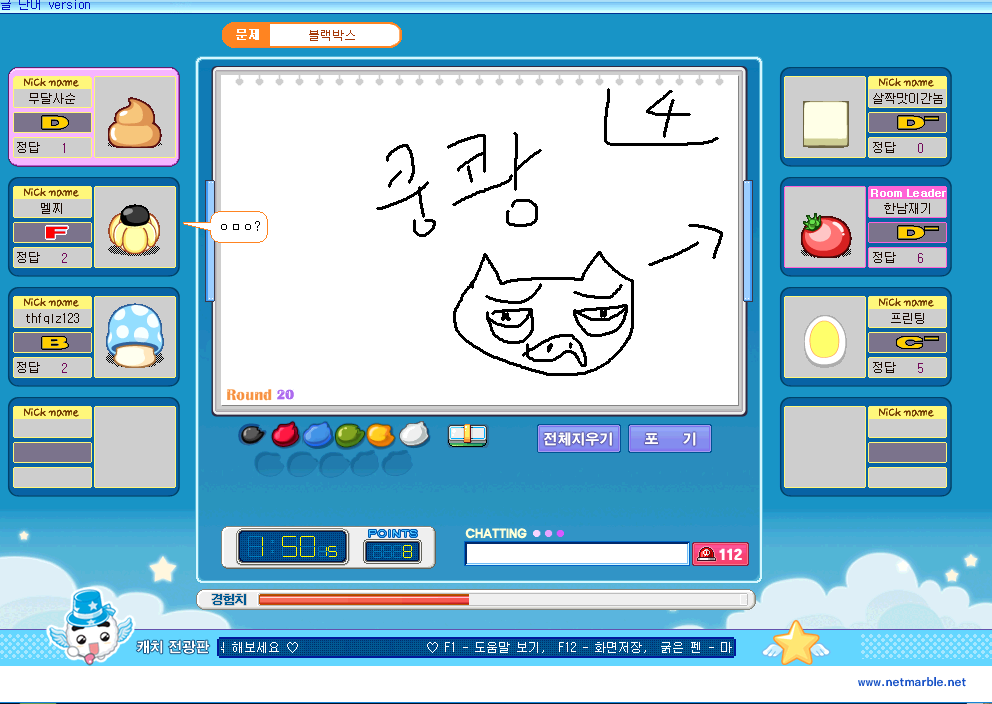 글 단어 version
문제 블랙박스
Nick name
무달사순
D
정답 1
Nick name
멜찌
F
정답 2
ㅇㅁㅇ?
Nick name
thfqlz123
B
정답 2
Nick name
4
쿵쾅
Round 20
Nick name
살짝맛이간놈
D-
정답 0
Room Leader
한남재기
D-
정답 6
Nick name
프린팅
C-
정답 5
Nick name
전체지우기 포 기
1:50 15
POINTS
8
CHATTING
112
경험치
캐치 전광판
해보세요 ♡ ♡ F1 - 도움말 보기, F12 - 화면저장, 굵은 펜 - 마
www.netmarble.net